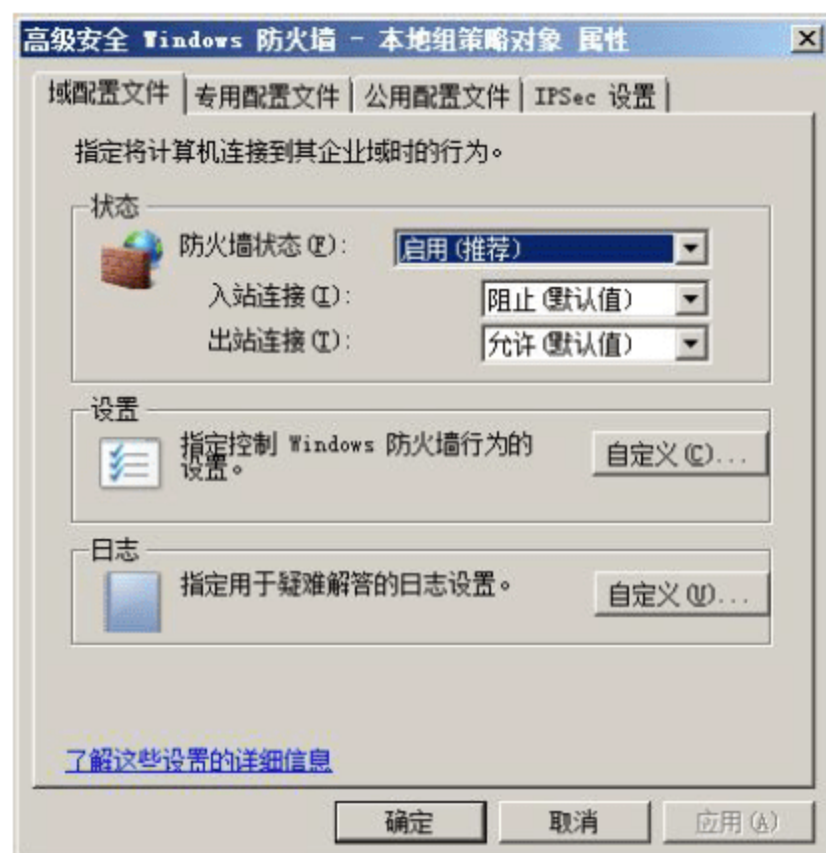 高级安全 Windows 防火墙 - 本地组策略对象 属性
域配置文件 专用配置文件 公用配置文件 IPSec 设置
指定将计算机连接到其企业域时的行为。
状态
防火墙状态(F): 启用(推荐)
入站连接(I): 阻止(默认值)
出站连接(T): 允许(默认值)
设置
指定控制 Windows 防火墙行为的
设置。
自定义(C)...
日志
指定用于疑难解答的日志设置。
自定义(U)...
了解这些设置的详细信息
确定 取消 应用(A)